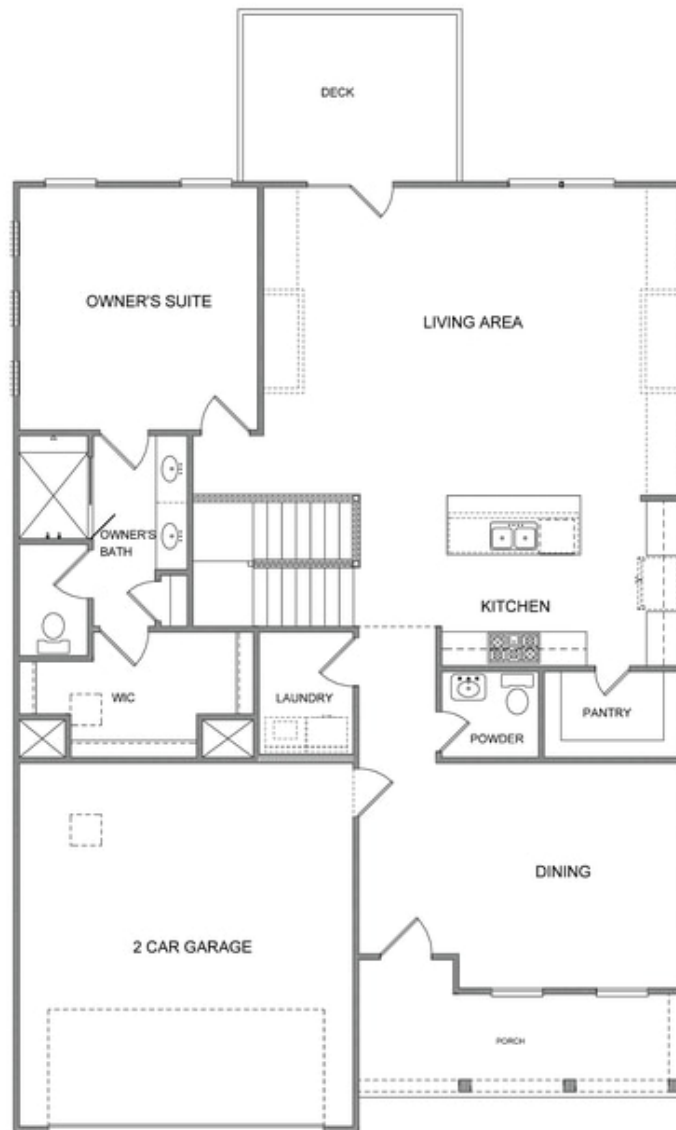 DECK
OWNER'S SUITE
LIVING AREA
OWNER'S
BATH
KITCHEN
WIC
LAUNDRY
PANTRY
POWDER
DINING
2 CAR GARAGE
PORCH